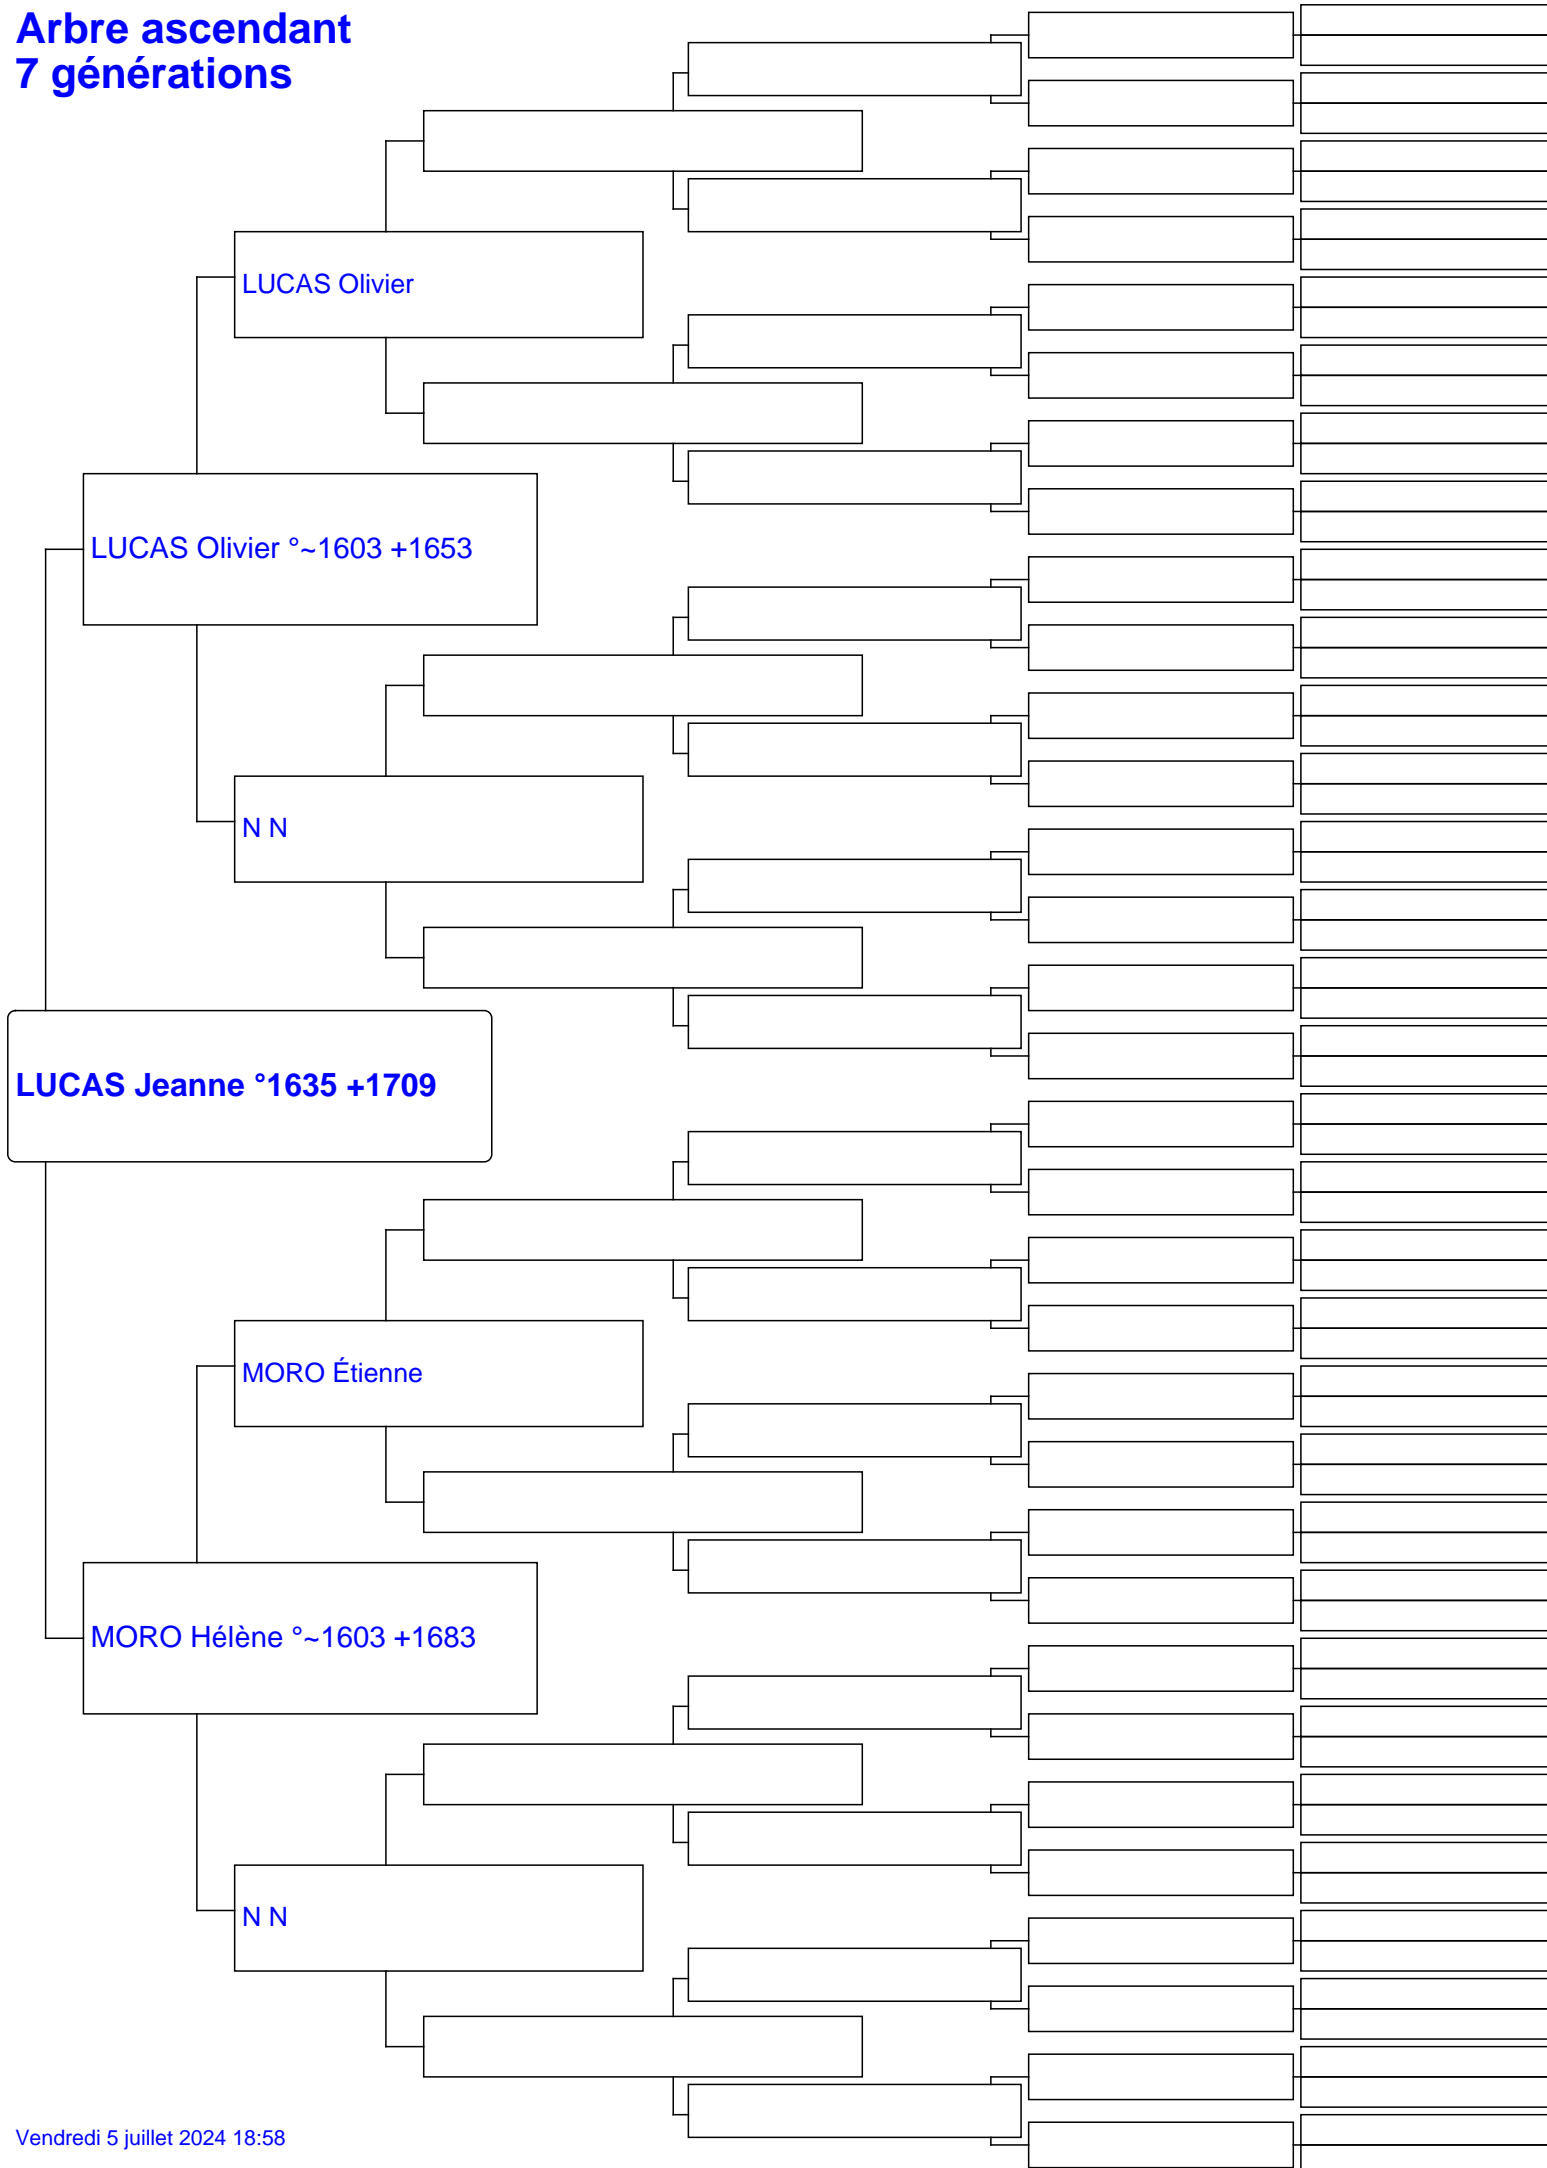 Arbre ascendant
7 générations
LUCAS Olivier
LUCAS Olivier °~1603 +1653
N N
LUCAS Jeanne °1635 +1709
MORO Étienne
MORO Hélène °~1603 +1683
N N
Vendredi 5 juillet 2024 18:58